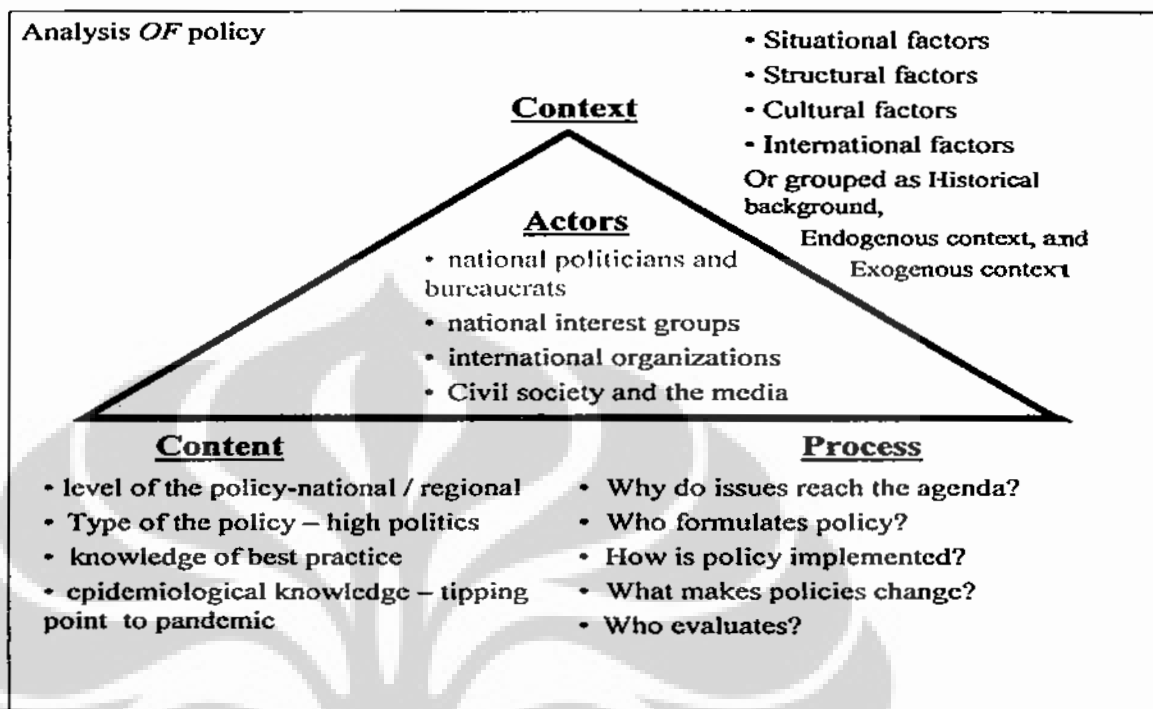 Analysis OF policy
• Situational factors
• Structural factors
• Cultural factors
• International factors
Or grouped as Historical
background,
Endogenous context, and
Exogenous context
Context
Actors
• national politicians and
bureaucrats
• national interest groups
• international organizations
• Civil society and the media
Content
• level of the policy-national / regional
• Type of the policy – high politics
• knowledge of best practice
• epidemiological knowledge – tipping
point to pandemic
Process
• Why do issues reach the agenda?
• Who formulates policy?
• How is policy implemented?
• What makes policies change?
• Who evaluates?